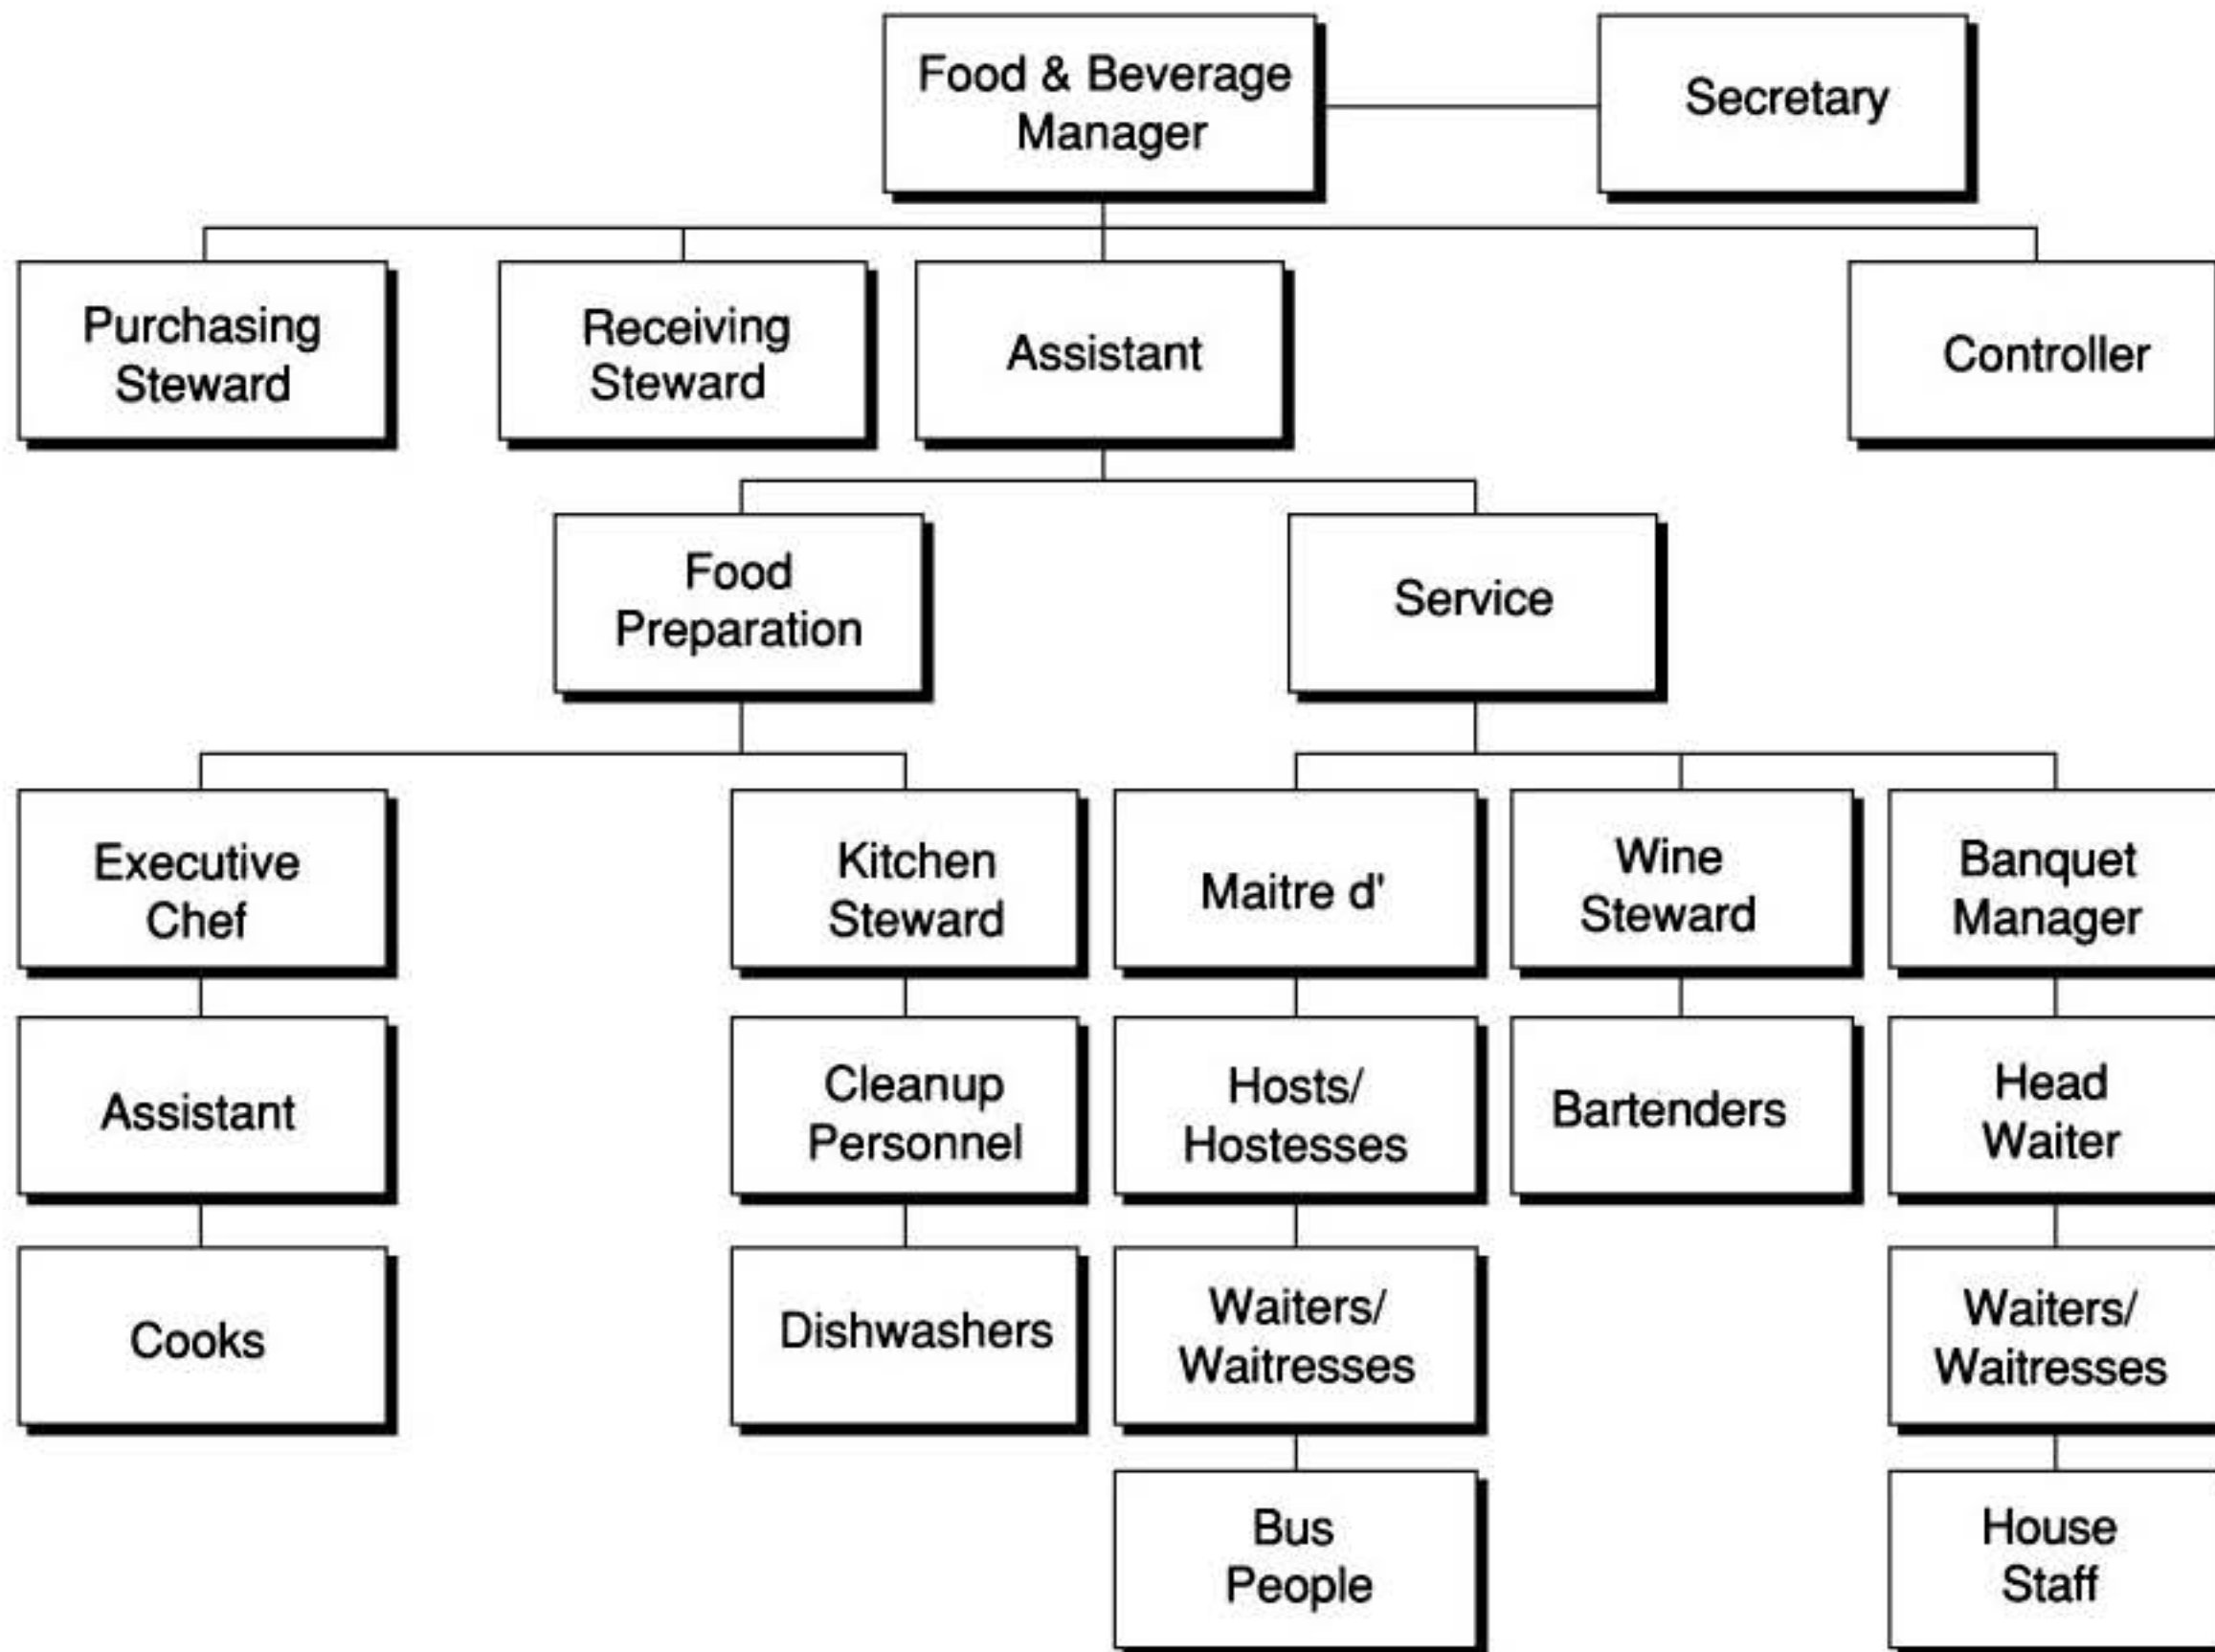 Food & Beverage
Manager
Secretary
Purchasing
Steward
Receiving
Steward
Assistant
Controller
Food
Preparation
Service
Executive
Chef
Kitchen
Steward
Maitre d'
Wine
Steward
Banquet
Manager
Assistant
Cleanup
Personnel
Hosts/
Hostesses
Bartenders
Head
Waiter
Cooks
Dishwashers
Waiters/
Waitresses
Waiters/
Waitresses
Bus
People
House
Staff